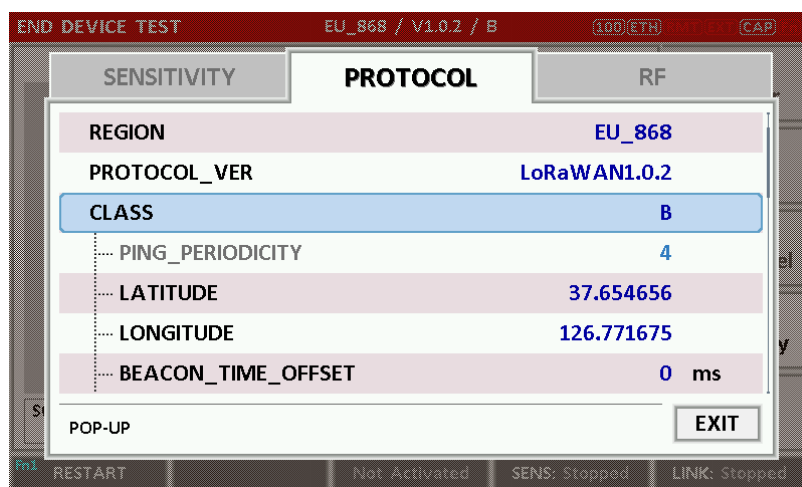 END DEVICE TEST EU_868 / V1.0.2 / B (100)(ETH) (CAP)
SENSITIVITY PROTOCOL RF
REGION EU_868
PROTOCOL_VER LoRaWAN1.0.2
CLASS B
PING_PERIODICITY 4
LATITUDE 37.654656
LONGITUDE 126.771675
BEACON_TIME_OFFSET 0 ms
POP-UP EXIT
Fn1 RESTART Not Activated SENS: Stopped LINK: Stopped